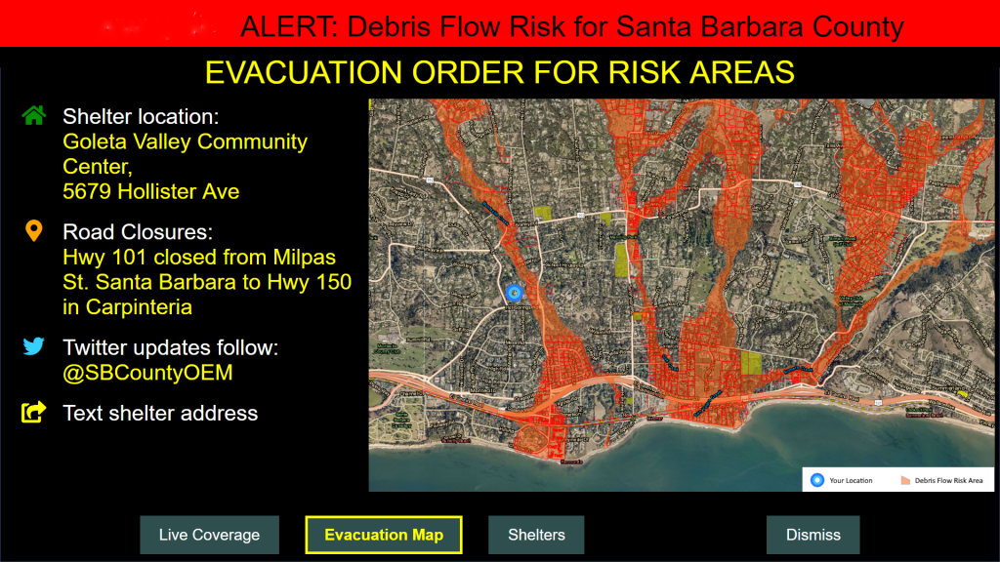 ALERT: Debris Flow Risk for Santa Barbara County
EVACUATION ORDER FOR RISK AREAS
Shelter location:
Goleta Valley Community
Center,
5679 Hollister Ave
Road Closures:
Hwy 101 closed from Milpas
St. Santa Barbara to Hwy 150
in Carpinteria
Twitter updates follow:
@SBCountyOEM
Text shelter address
Your Location
Debris Flow Risk Area
Live Coverage
Evacuation Map
Shelters
Dismiss